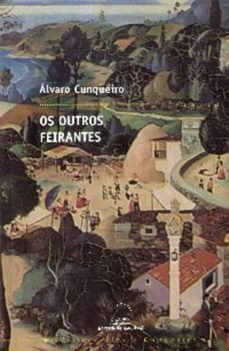 Álvaro Cunqueiro
OS OUTROS
FEIRANTES